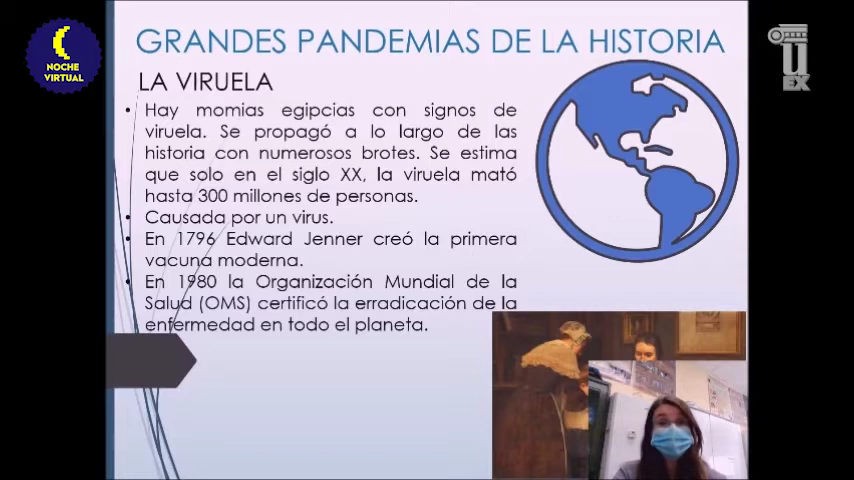 GRANDES PANDEMIAS DE LA HISTORIA
NOCHE
VIRTUAL
UEX
LA VIRUELA
• Hay momias egipcias con signos de
viruela. Se propagó a lo largo de las
historia con numerosos brotes. Se estima
que solo en el siglo XX, la viruela mató
hasta 300 millones de personas.
• Causada por un virus.
• En 1796 Edward Jenner creó la primera
vacuna moderna.
• En 1980 la Organización Mundial de la
Salud (OMS) certificó la erradicación de la
enfermedad en todo el planeta.